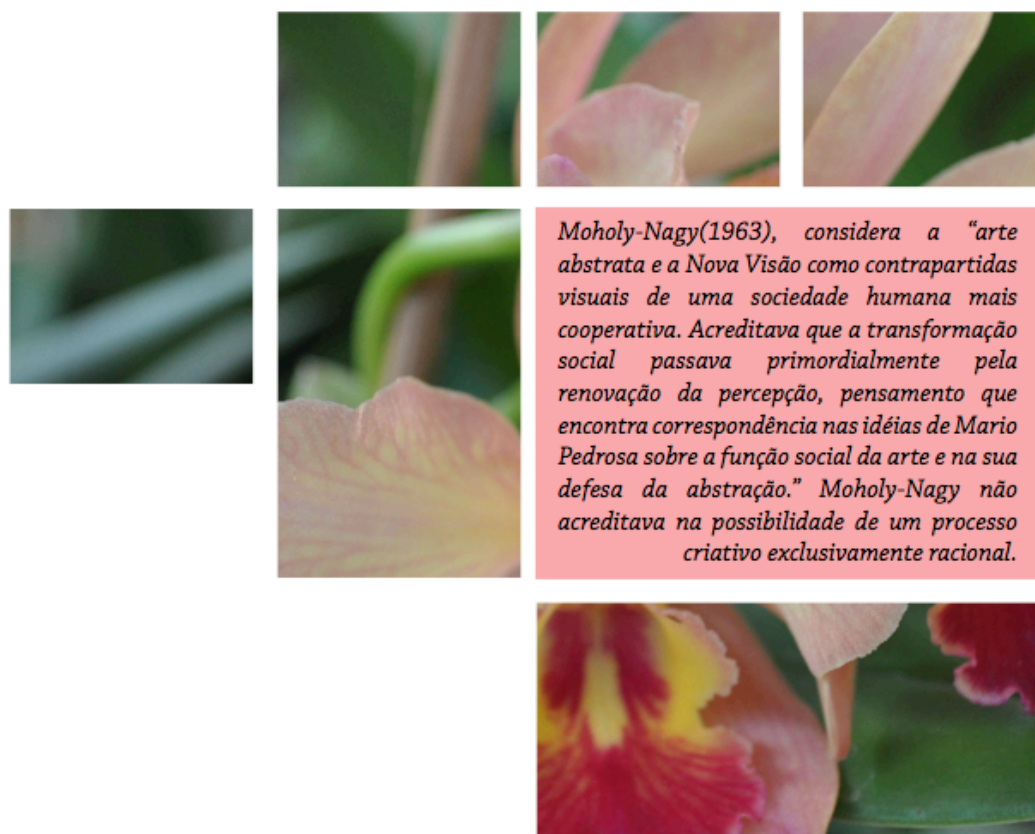 Moholy-Nagy(1963), considera a “arte
abstrata e a Nova Visão como contrapartidas
visuais de uma sociedade humana mais
cooperativa. Acreditava que a transformação
social passava primordialmente pela
renovação da percepção, pensamento que
encontra correspondência nas idéias de Mario
Pedrosa sobre a função social da arte e na sua
defesa da abstração.” Moholy-Nagy não
acreditava na possibilidade de um processo
criativo exclusivamente racional.